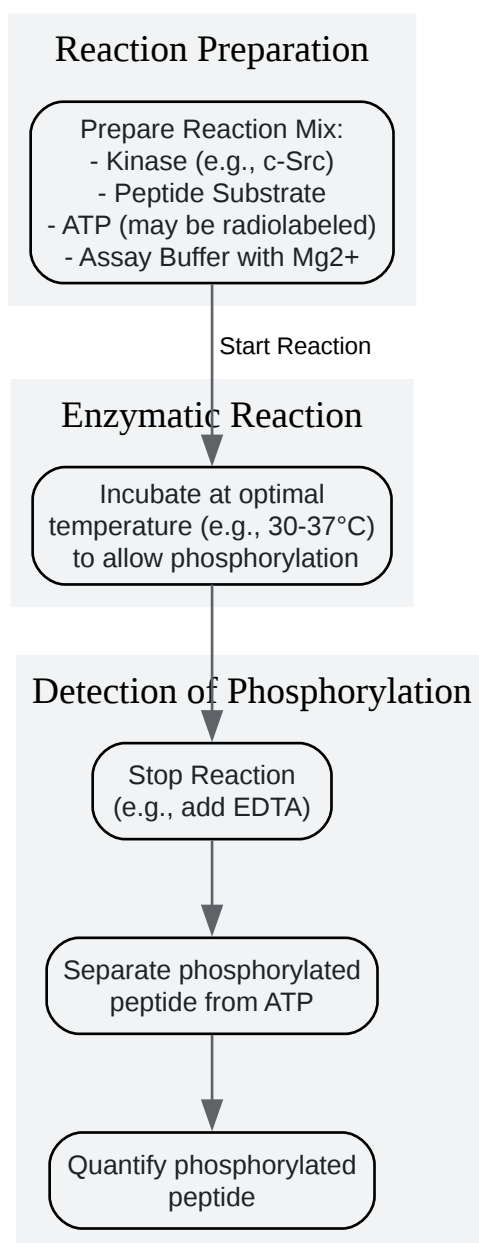 Reaction Preparation
Prepare Reaction Mix:
- Kinase (e.g., c-Src)
- Peptide Substrate
- ATP (may be radiolabeled)
- Assay Buffer with Mg2+
Start Reaction
Enzymatic Reaction
Incubate at optimal
temperature (e.g., 30-37°C)
to allow phosphorylation
Detection of Phosphorylation
Stop Reaction
(e.g., add EDTA)
Separate phosphorylated
peptide from ATP
Quantify phosphorylated
peptide